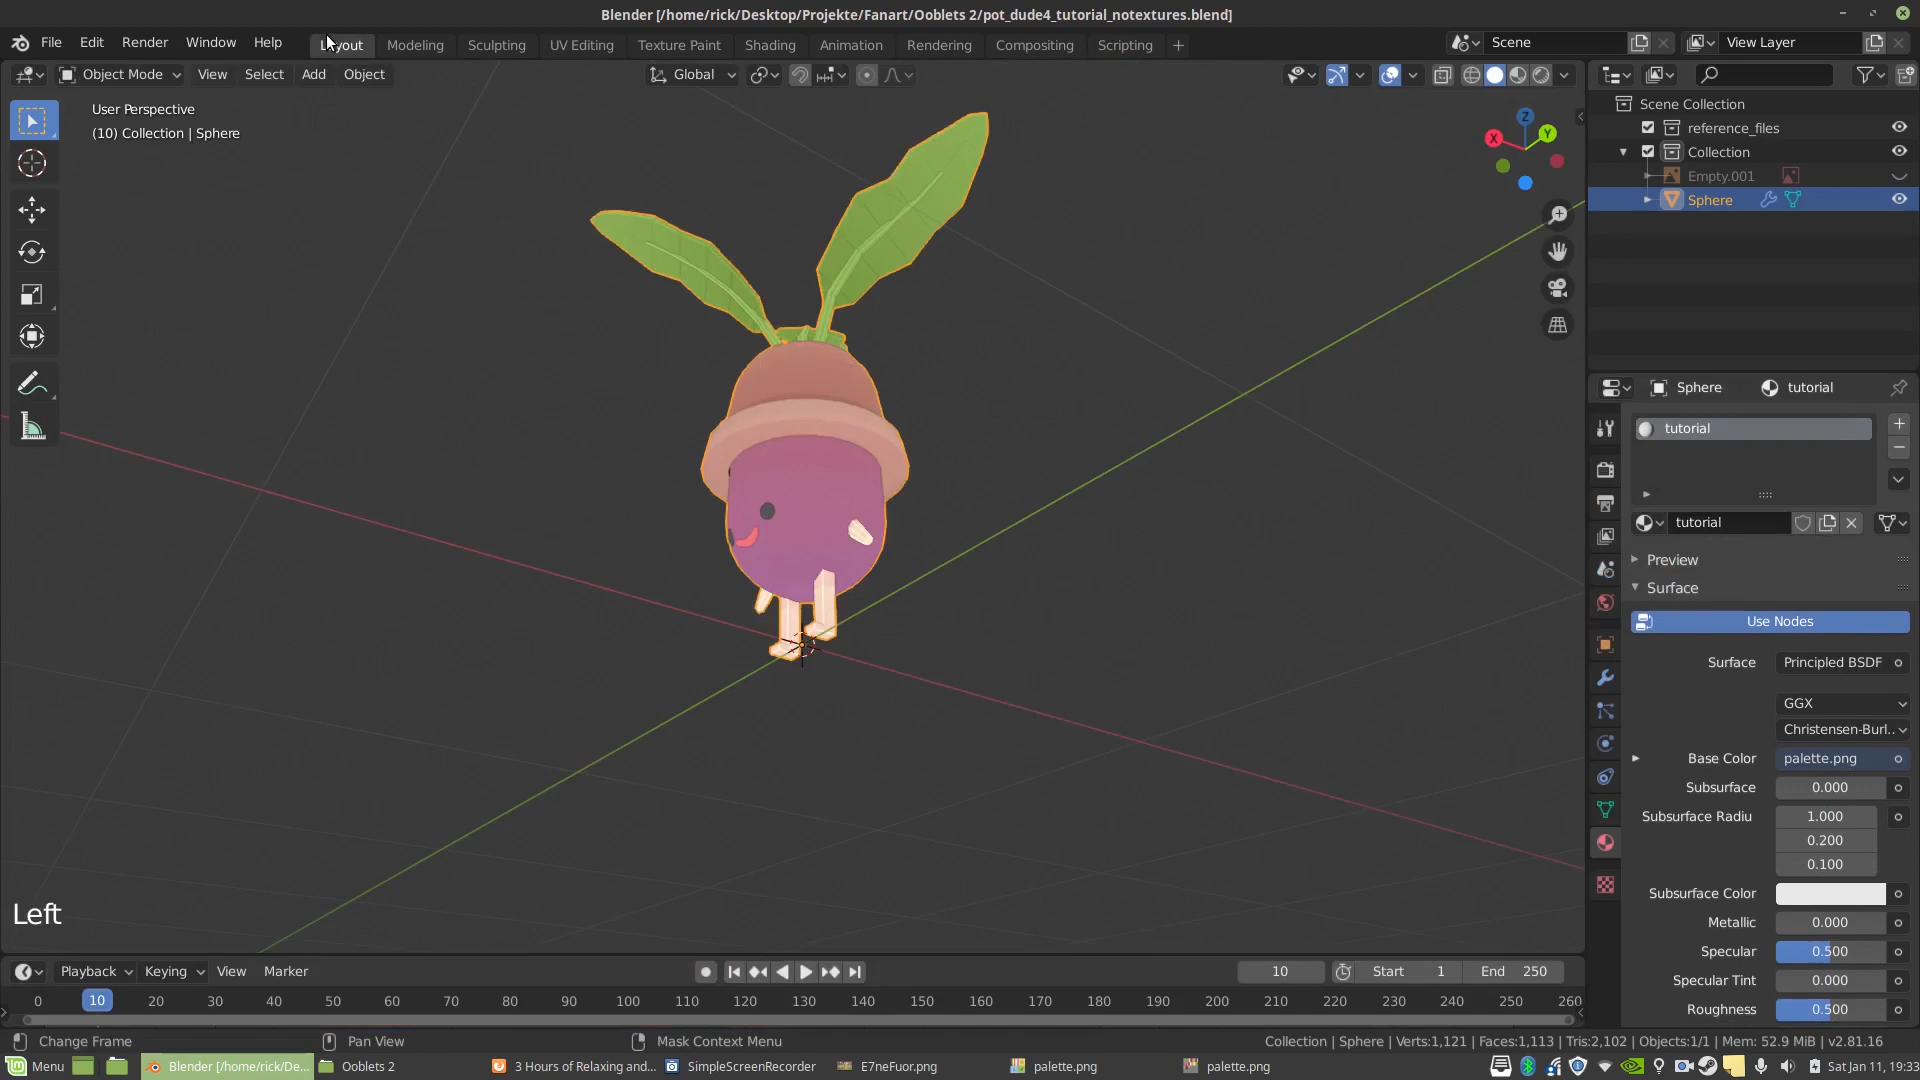 Blender [/home/rick/Desktop/Projekte/Fanart/Ooblets 2/pot_dude4_tutorial_notextures.blend]
File Edit Render Window Help Layout Modeling Sculpting UV Editing Texture Paint Shading Animation Rendering Compositing Scripting + Scene View Layer
Object Mode View Select Add Object Global
User Perspective
(10) Collection | Sphere
Z
X
Y
Scene Collection
reference_files
Collection
Empty.001
Sphere
Sphere tutorial
tutorial
tutorial
Preview
Surface
Use Nodes
Surface Principled BSDF
GGX
Christensen-Burl..
Base Color palette.png
Subsurface 0.000
Subsurface Radiu 1.000
0.200
0.100
Subsurface Color
Metallic 0.000
Specular 0.500
Specular Tint 0.000
Roughness 0.500
Left
Playback Keying View Marker 10 Start 1 End 250
0 10 20 30 40 50 60 70 80 90 100 110 120 130 140 150 160 170 180 190 200 210 220 230 240 250 260
Change Frame Pan View Mask Context Menu Collection | Sphere | Verts:1,121 | Faces:1,113 | Tris:2,102 | Objects:1/1 | Mem: 52.9 MiB | v2.81.16
Menu Blender [/home/rick/De... Ooblets 2 3 Hours of Relaxing and... SimpleScreenRecorder E7neFuor.png palette.png palette.png Sat Jan 11, 19:33